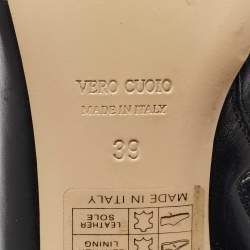 VERO CUOIO
MADE IN ITALY
39
MADE IN ITALY
LEATHER
SOLE
LINING